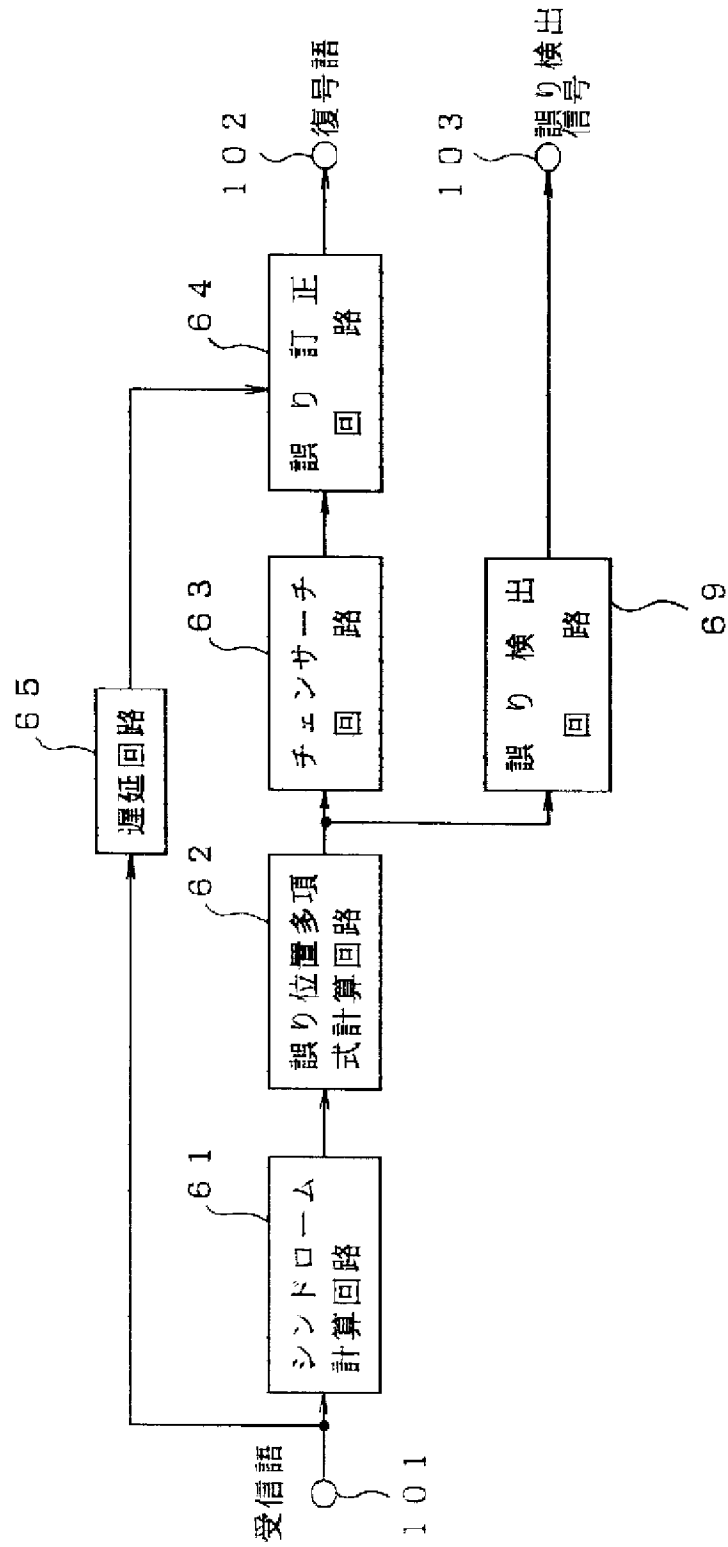 受信語
101
シンドローム
計算回路
61
誤り位置多項
式計算回路
62
遅延回路
65
チェンサーチ
回路
63
誤り訂正
回路
64
102
復号語
誤り検出
回路
69
103
誤り検出
信号